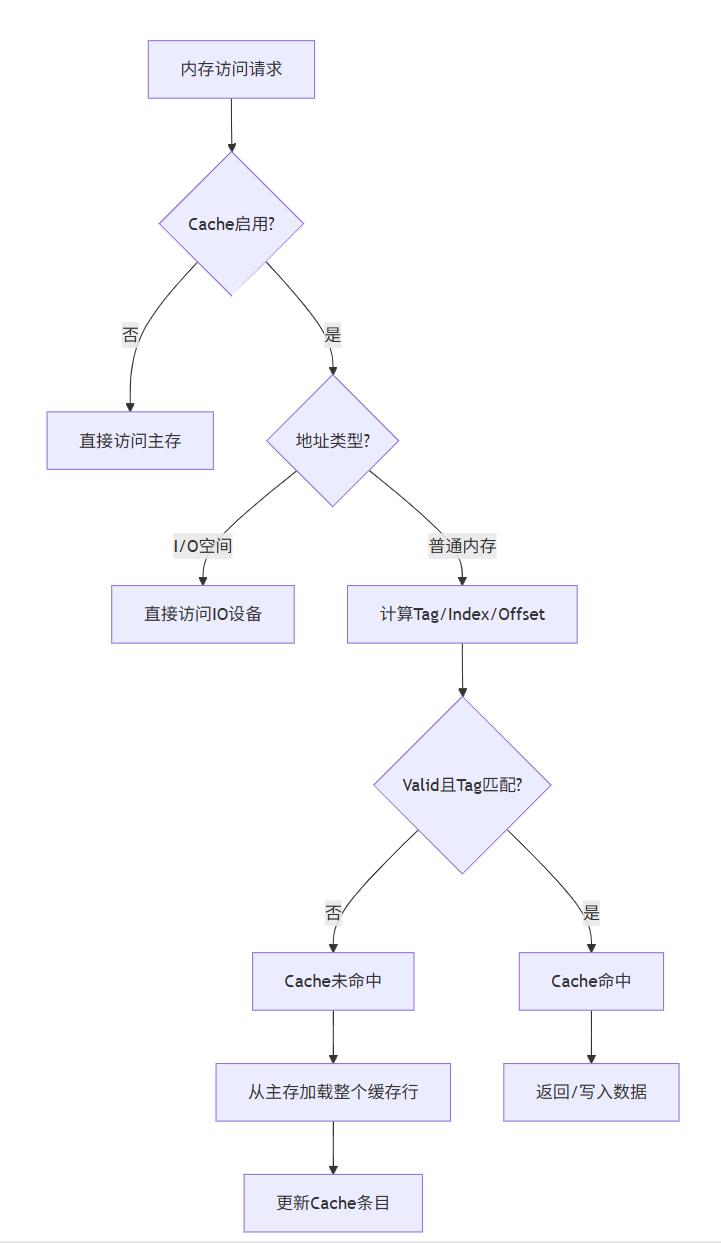 内存访问请求
Cache启用?
否
是
直接访问主存
地址类型?
I/O空间
普通内存
直接访问IO设备
计算Tag/Index/Offset
Valid且Tag匹配?
否
是
Cache未命中
Cache命中
从主存加载整个缓存行
返回/写入数据
更新Cache条目